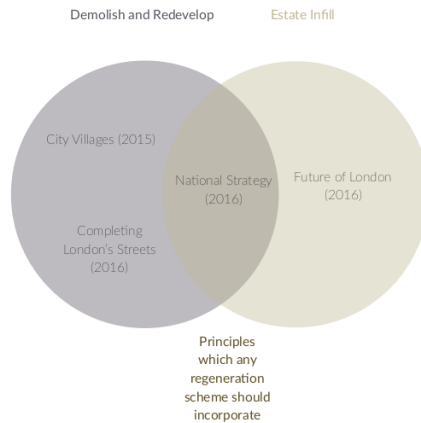 Demolish and Redevelop
Estate Infill
City Villages (2015)
National Strategy
(2016)
Future of London
(2016)
Completing
London's Streets
(2016)
Principles
which any
regeneration
scheme should
incorporate